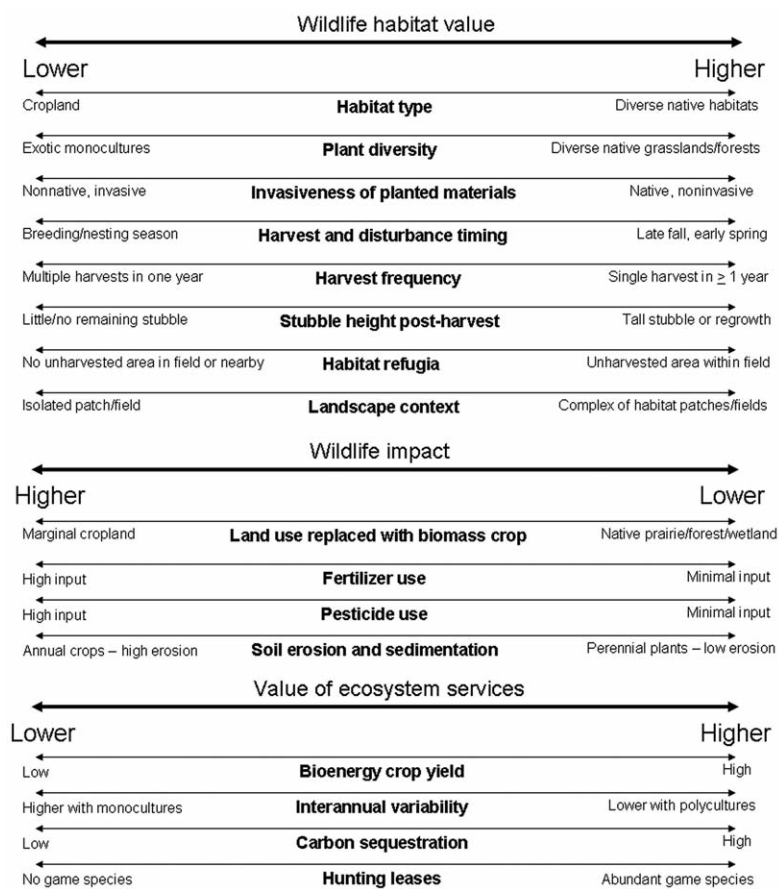 Wildlife habitat value
Lower Higher
Cropland Habitat type Diverse native habitats
Exotic monocultures Plant diversity Diverse native grasslands/forests
Nonnative, invasive Invasiveness of planted materials Native, noninvasive
Breeding/nesting season Harvest and disturbance timing Late fall, early spring
Multiple harvests in one year Harvest frequency Single harvest in ≥ 1 year
Little/no remaining stubble Stubble height post-harvest Tall stubble or regrowth
No unharvested area in field or nearby Habitat refugia Unharvested area within field
Isolated patch/field Landscape context Complex of habitat patches/fields
Wildlife impact
Higher Lower
Marginal cropland Land use replaced with biomass crop Native prairie/forest/wetland
High input Fertilizer use Minimal input
High input Pesticide use Minimal input
Annual crops – high erosion Soil erosion and sedimentation Perennial plants – low erosion
Value of ecosystem services
Lower Higher
Low Bioenergy crop yield High
Higher with monocultures Interannual variability Lower with polycultures
Low Carbon sequestration High
No game species Hunting leases Abundant game species